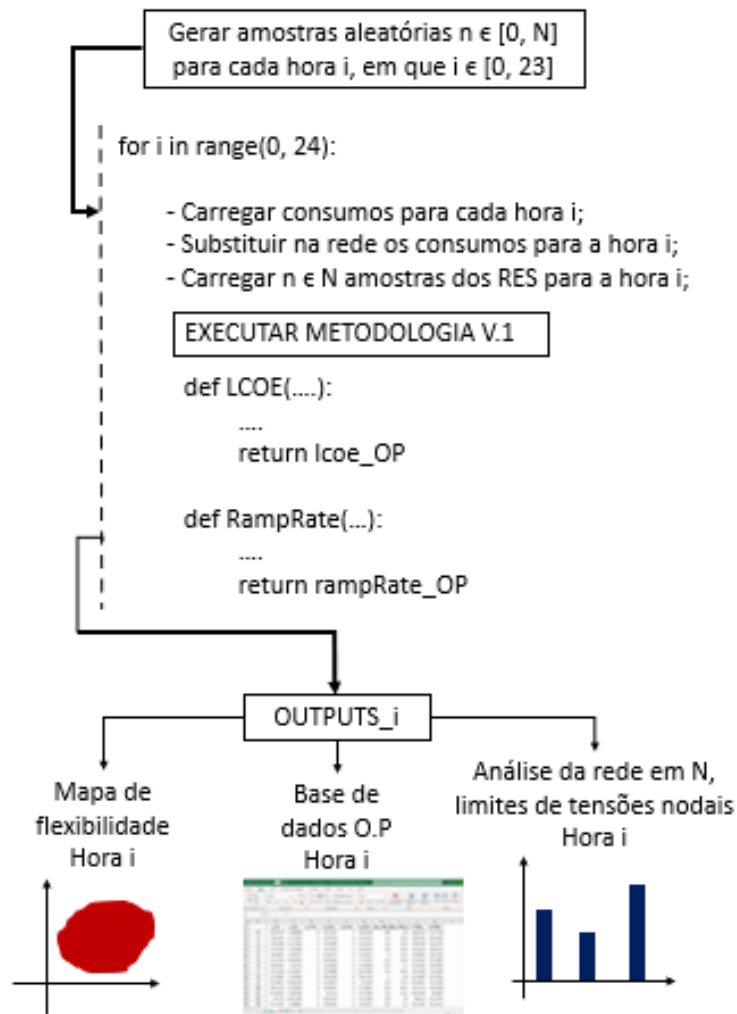 Gerar amostras aleatórias n ϵ [0, N]
para cada hora i, em que i ϵ [0, 23]
for i in range(0, 24):
- Carregar consumos para cada hora i;
- Substituir na rede os consumos para a hora i;
- Carregar n ϵ N amostras dos RES para a hora i;
EXECUTAR METODOLOGIA V.1
def LCOE(....):
....
return lcoe_OP
def RampRate(...):
....
return rampRate_OP
OUTPUTS_i
Mapa de
flexibilidade
Hora i
Base de
dados O.P
Hora i
Análise da rede em N,
limites de tensões nodais
Hora i